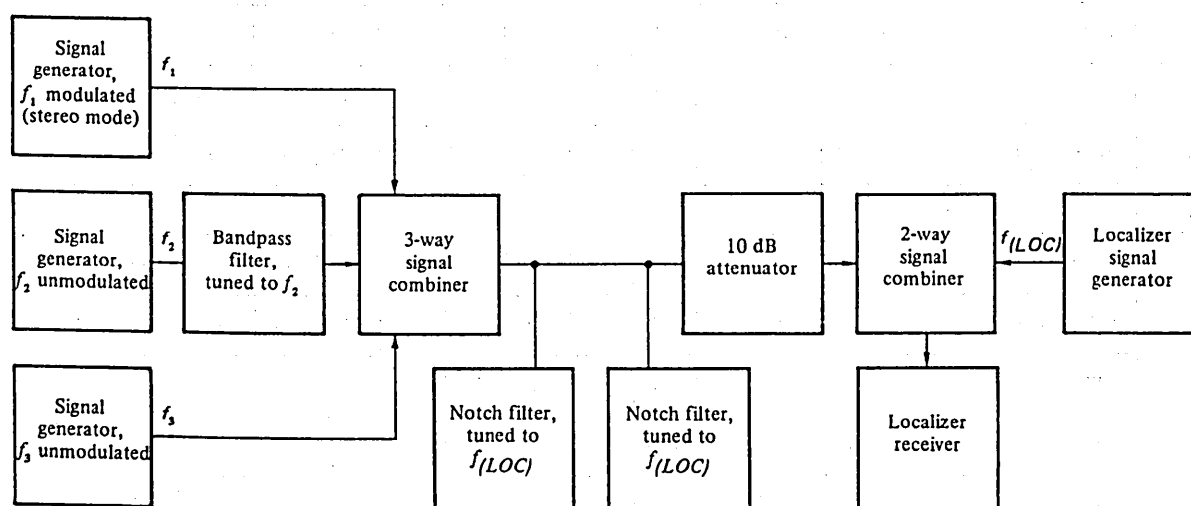 Signal
generator,
f₁ modulated
(stereo mode)
f₁
Signal
generator,
f₂ unmodulated
f₂
Bandpass
filter,
tuned to f₂
3-way
signal
combiner
10 dB
attenuator
2-way
signal
combiner
f(LOC)
Localizer
signal
generator
Signal
generator,
f₃ unmodulated
f₃
Notch filter,
tuned to
f(LOC)
Notch filter,
tuned to
f(LOC)
Localizer
receiver